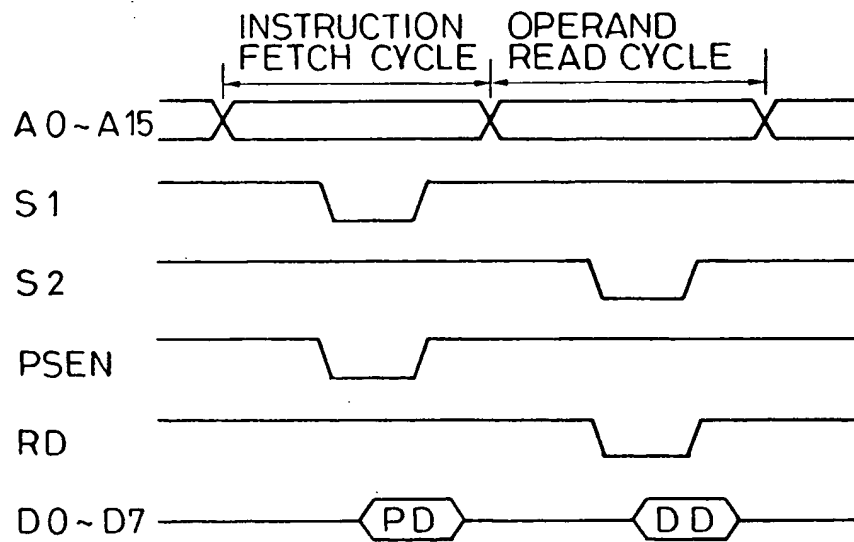 INSTRUCTION
FETCH CYCLE
OPERAND
READ CYCLE
A0~A15
S1
S2
PSEN
RD
D0~D7
PD
DD